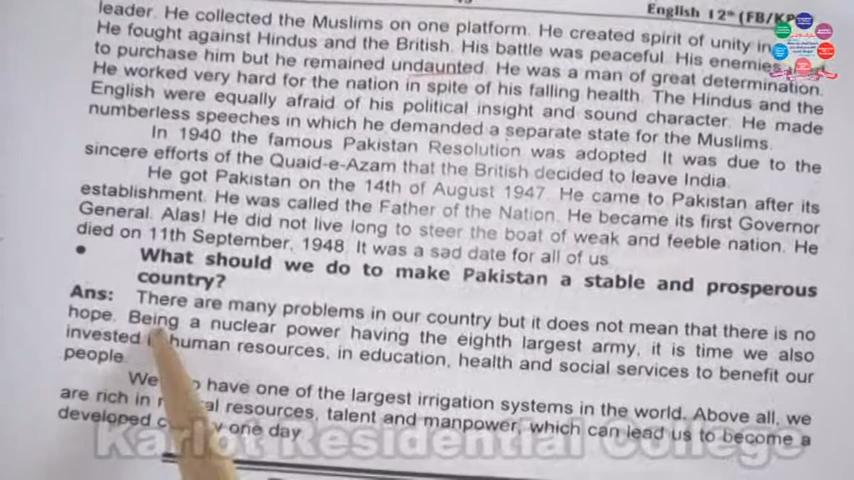 English 12th (FB/KP
leader. He collected the Muslims on one platform. He created spirit of unity in
He fought against Hindus and the British. His battle was peaceful. His enemies
to purchase him but he remained undaunted. He was a man of great determination.
He worked very hard for the nation in spite of his falling health. The Hindus and the
English were equally afraid of his political insight and sound character. He made
numberless speeches in which he demanded a separate state for the Muslims.
In 1940 the famous Pakistan Resolution was adopted. It was due to the
sincere efforts of the Quaid-e-Azam that the British decided to leave India.
He got Pakistan on the 14th of August 1947. He came to Pakistan after its
establishment. He was called the Father of the Nation. He became its first Governor
General. Alas! He did not live long to steer the boat of weak and feeble nation. He
died on 11th September, 1948. It was a sad date for all of us.
• What should we do to make Pakistan a stable and prosperous
country?
Ans: There are many problems in our country but it does not mean that there is no
hope. Being a nuclear power having the eighth largest army, it is time we also
invested human resources, in education, health and social services to benefit our
people.
We have one of the largest irrigation systems in the world. Above all, we
are rich in resources, talent and manpower, which can lead us to become a
developed one day
Karlot Residential College